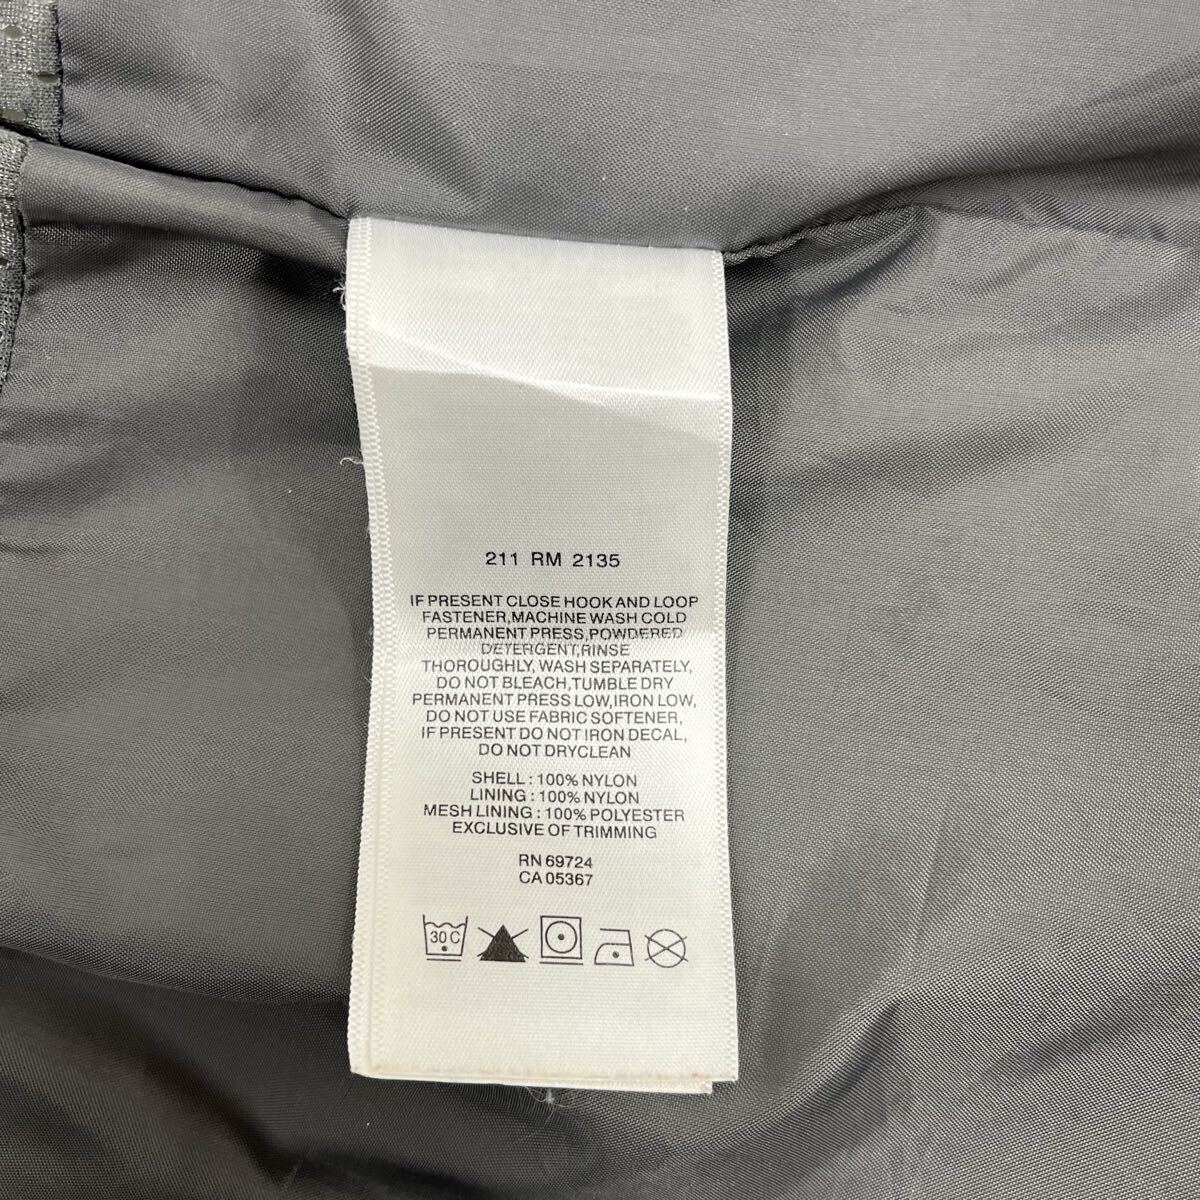 211 RM 2135
IF PRESENT CLOSE HOOK AND LOOP
FASTENER,MACHINE WASH COLD
PERMANENT PRESS,POWDERED
DETERGENT,RINSE
THOROUGHLY, WASH SEPARATELY,
DO NOT BLEACH,TUMBLE DRY
PERMANENT PRESS LOW,IRON LOW,
DO NOT USE FABRIC SOFTENER,
IF PRESENT DO NOT IRON DECAL,
DO NOT DRYCLEAN
SHELL : 100% NYLON
LINING : 100% NYLON
MESH LINING : 100% POLYESTER
EXCLUSIVE OF TRIMMING
RN 69724
CA 05367
30 C